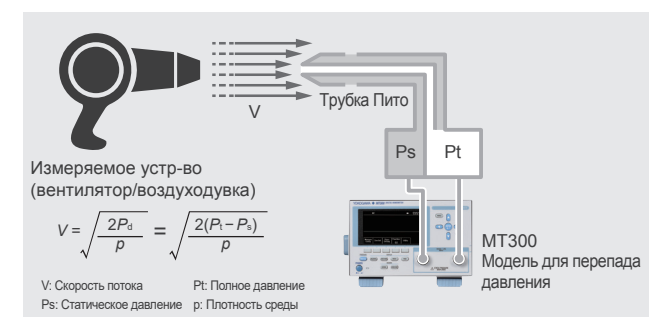 V
Трубка Пито
Ps Pt
Измеряемое устр-во
(вентилятор/воздуходувка)
V = √(2Pd / p) = √(2(Pt – Ps) / p)
MT300
Модель для перепада
давления
V: Скорость потока Pt: Полное давление
Ps: Статическое давление p: Плотность среды